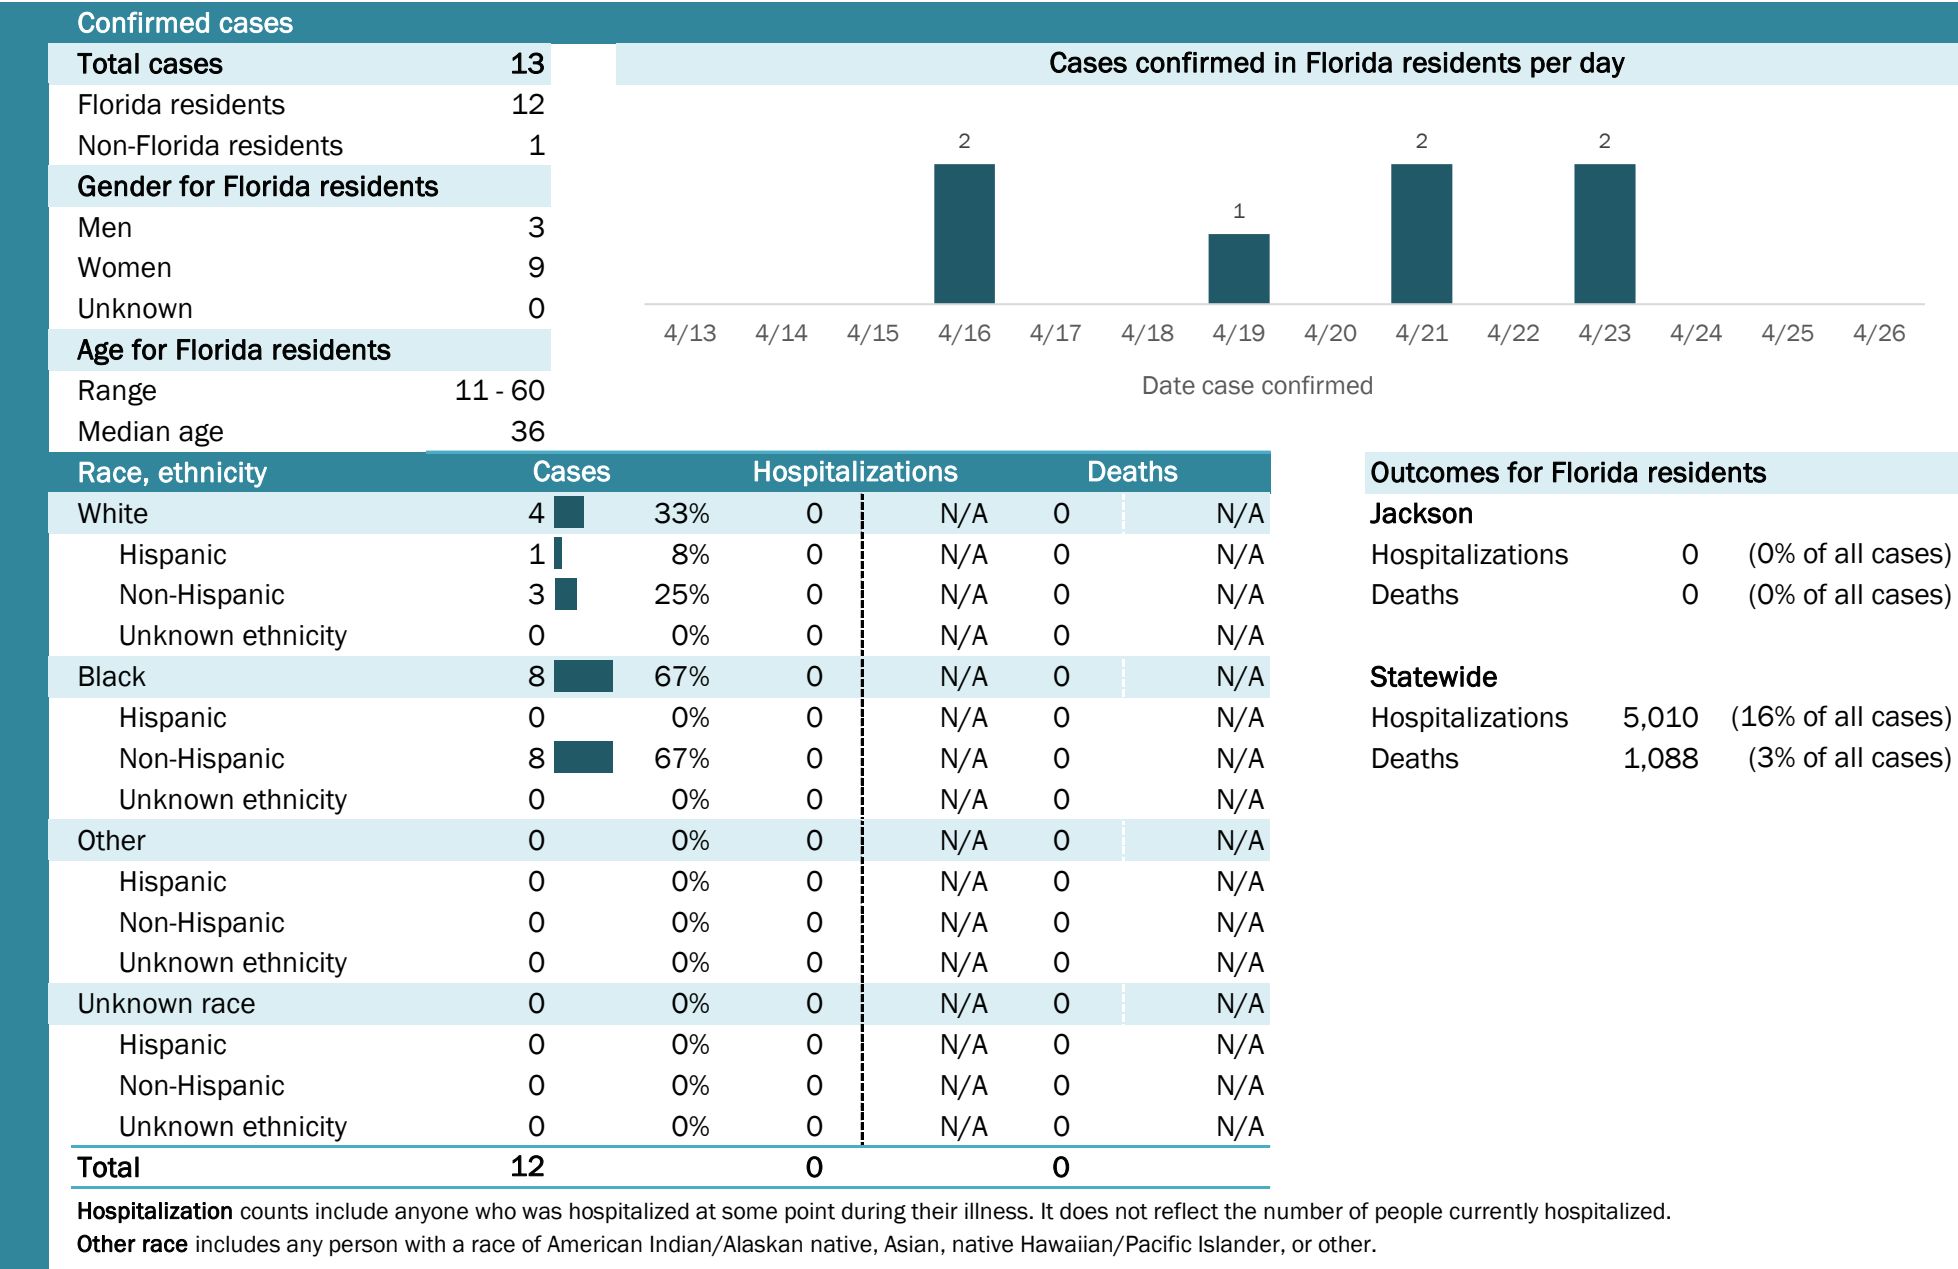 Confirmed cases
Total cases 13
Florida residents 12
Non-Florida residents 1
Gender for Florida residents
Men 3
Women 9
Unknown 0
Age for Florida residents
Range 11 - 60
Median age 36
Cases confirmed in Florida residents per day
2 1 2 2
4/13 4/14 4/15 4/16 4/17 4/18 4/19 4/20 4/21 4/22 4/23 4/24 4/25 4/26
Date case confirmed
Race, ethnicity Cases Hospitalizations Deaths
White 4 33% 0 N/A 0 N/A
Hispanic 1 8% 0 N/A 0 N/A
Non-Hispanic 3 25% 0 N/A 0 N/A
Unknown ethnicity 0 0% 0 N/A 0 N/A
Black 8 67% 0 N/A 0 N/A
Hispanic 0 0% 0 N/A 0 N/A
Non-Hispanic 8 67% 0 N/A 0 N/A
Unknown ethnicity 0 0% 0 N/A 0 N/A
Other 0 0% 0 N/A 0 N/A
Hispanic 0 0% 0 N/A 0 N/A
Non-Hispanic 0 0% 0 N/A 0 N/A
Unknown ethnicity 0 0% 0 N/A 0 N/A
Unknown race 0 0% 0 N/A 0 N/A
Hispanic 0 0% 0 N/A 0 N/A
Non-Hispanic 0 0% 0 N/A 0 N/A
Unknown ethnicity 0 0% 0 N/A 0 N/A
Total 12 0 0
Outcomes for Florida residents
Jackson
Hospitalizations 0 (0% of all cases)
Deaths 0 (0% of all cases)
Statewide
Hospitalizations 5,010 (16% of all cases)
Deaths 1,088 (3% of all cases)
Hospitalization counts include anyone who was hospitalized at some point during their illness. It does not reflect the number of people currently hospitalized.
Other race includes any person with a race of American Indian/Alaskan native, Asian, native Hawaiian/Pacific Islander, or other.